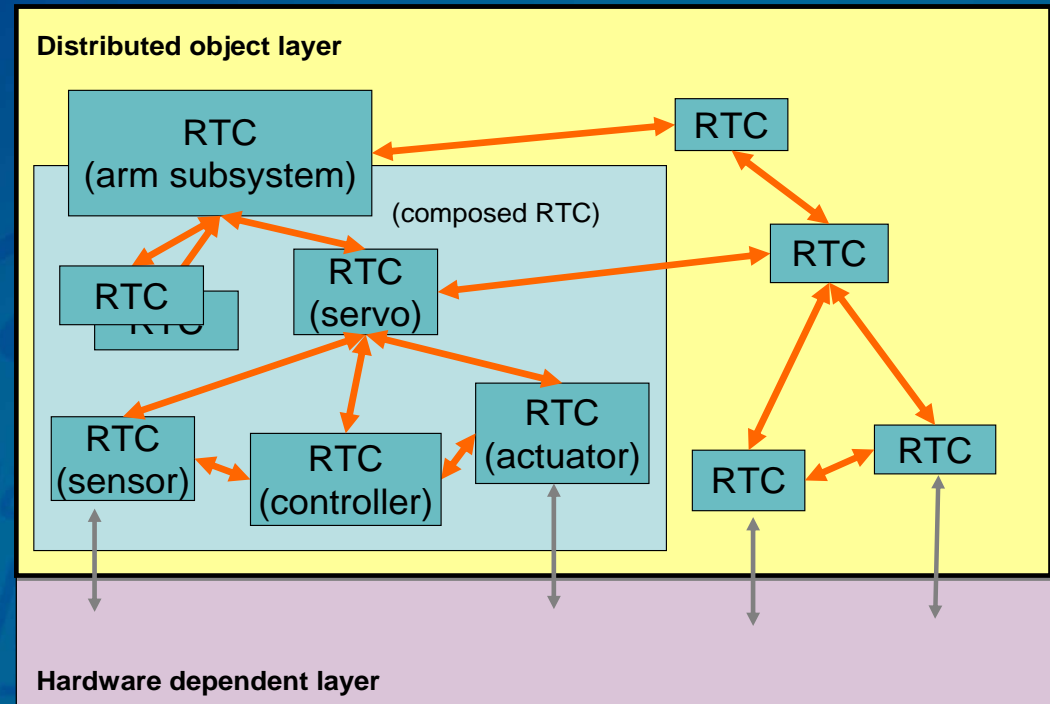 Distributed object layer
RTC
(arm subsystem)
RTC
(composed RTC)
RTC
RTC
(servo)
RTC
RTC
RTC
(sensor)
RTC
(controller)
RTC
(actuator)
RTC
RTC
Hardware dependent layer